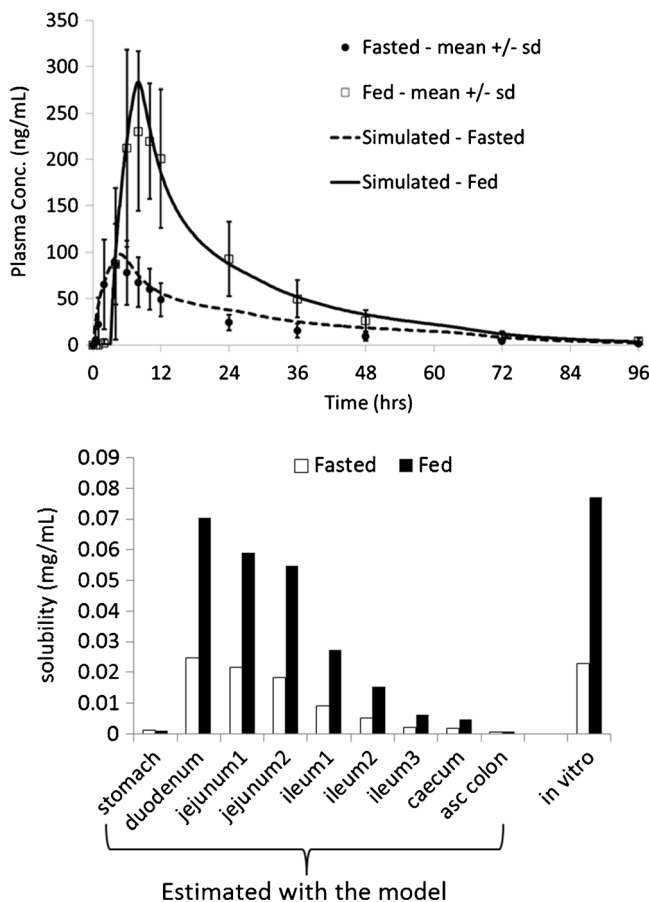 350
300
250
200
150
100
50
0
Plasma Conc. (ng/mL)
Fasted - mean +/- sd
Fed - mean +/- sd
Simulated - Fasted
Simulated - Fed
0 12 24 36 48 60 72 84 96
Time (hrs)
0.09
0.08
0.07
0.06
0.05
0.04
0.03
0.02
0.01
0
solubility (mg/mL)
Fasted Fed
stomach
duodenum
jejunum1
jejunum2
ileum1
ileum2
ileum3
caecum
asc colon
in vitro
Estimated with the model